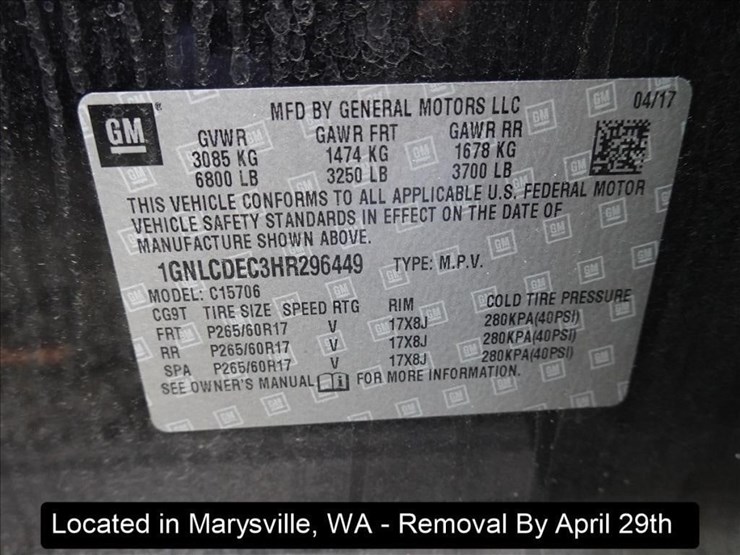 MFD BY GENERAL MOTORS LLC 04/17
GM
GVWR GAWR FRT GAWR RR
3085 KG 1474 KG 1678 KG
6800 LB 3250 LB 3700 LB
THIS VEHICLE CONFORMS TO ALL APPLICABLE U.S. FEDERAL MOTOR
VEHICLE SAFETY STANDARDS IN EFFECT ON THE DATE OF
MANUFACTURE SHOWN ABOVE.
1GNLCDEC3HR296449 TYPE: M.P.V.
MODEL: C15706
CG9T TIRE SIZE SPEED RTG RIM COLD TIRE PRESSURE
FRT P265/60R17 V 17X8J 280KPA(40PSI)
RR P265/60R17 V 17X8J 280KPA(40PSI)
SPA P265/60R17 V 17X8J 280KPA(40PSI)
SEE OWNER'S MANUAL i FOR MORE INFORMATION.
Located in Marysville, WA - Removal By April 29th